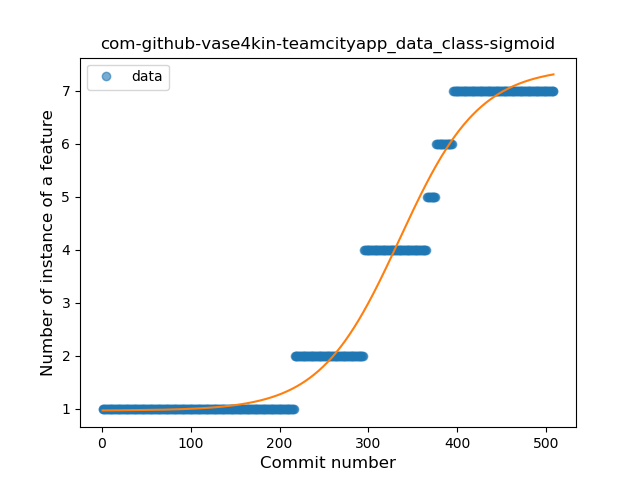 com-github-vase4kin-teamcityapp_data_class-sigmoid
data
Number of instance of a feature
7
6
5
4
3
2
1
0 100 200 300 400 500
Commit number